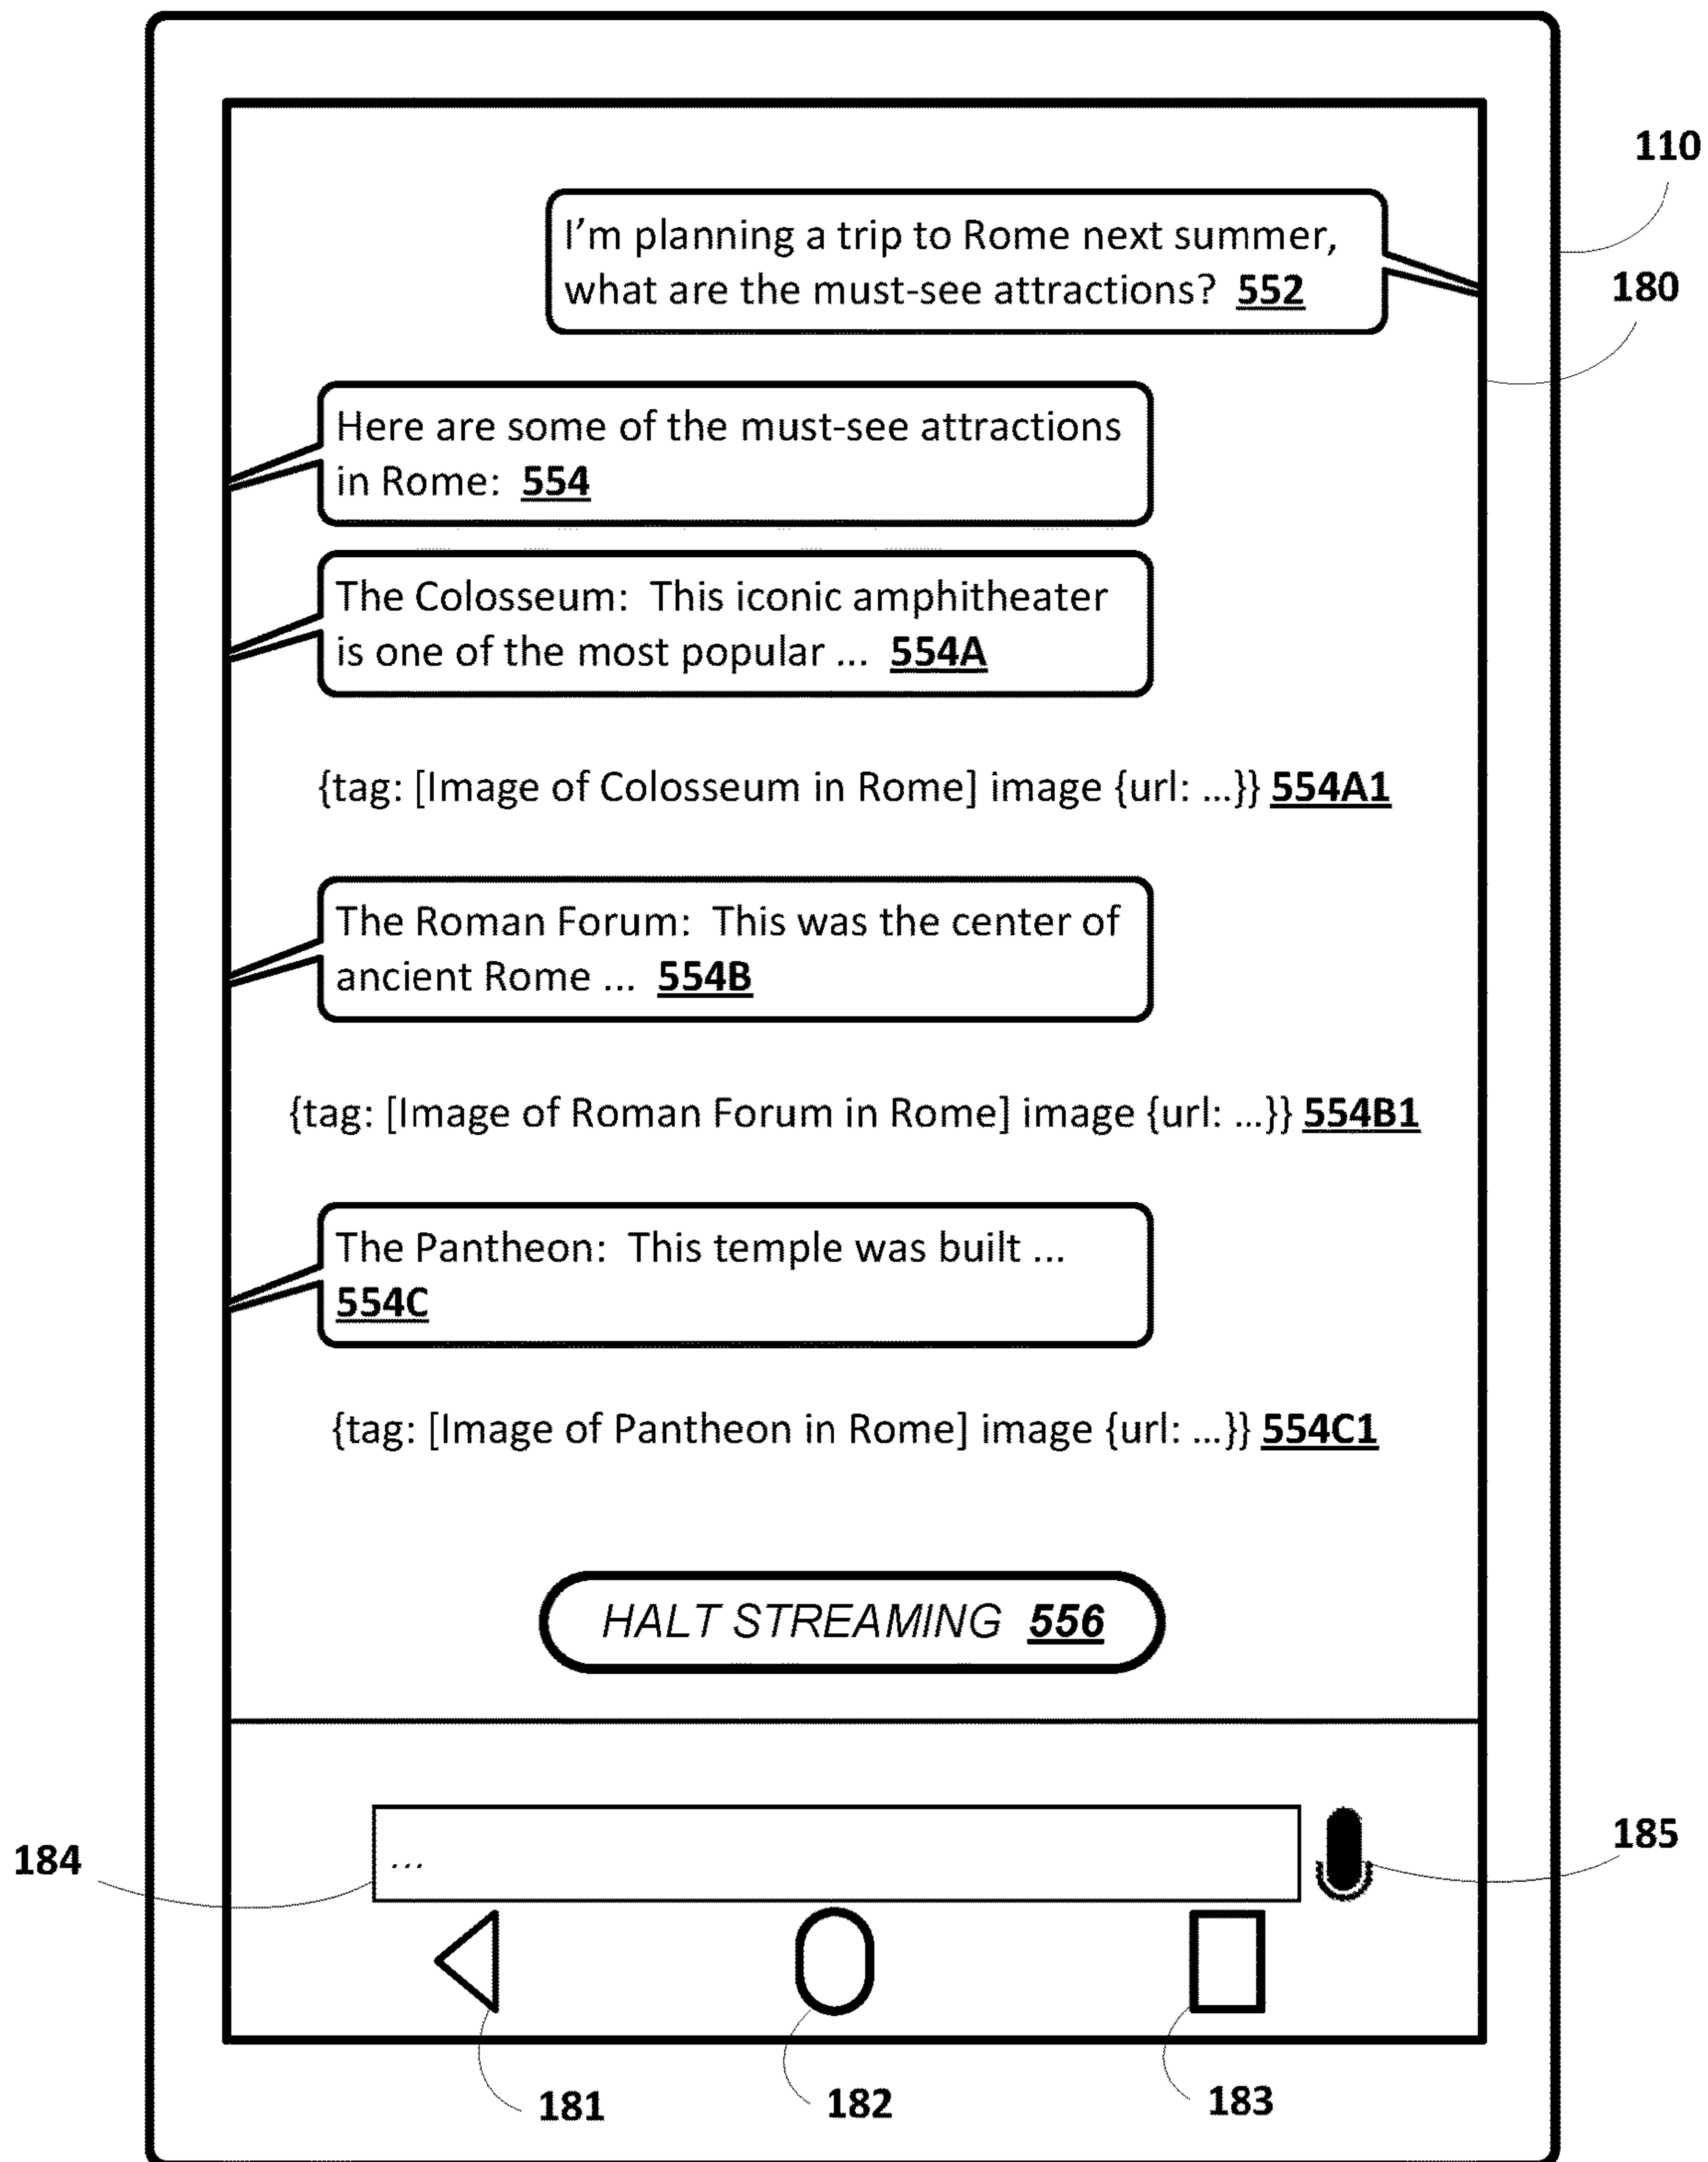 110
I'm planning a trip to Rome next summer,
what are the must-see attractions? 552
180
Here are some of the must-see attractions
in Rome: 554
The Colosseum: This iconic amphitheater
is one of the most popular ... 554A
{tag: [Image of Colosseum in Rome] image {url: ...}} 554A1
The Roman Forum: This was the center of
ancient Rome ... 554B
{tag: [Image of Roman Forum in Rome] image {url: ...}} 554B1
The Pantheon: This temple was built ...
554C
{tag: [Image of Pantheon in Rome] image {url: ...}} 554C1
HALT STREAMING 556
184
...
185
181
182
183